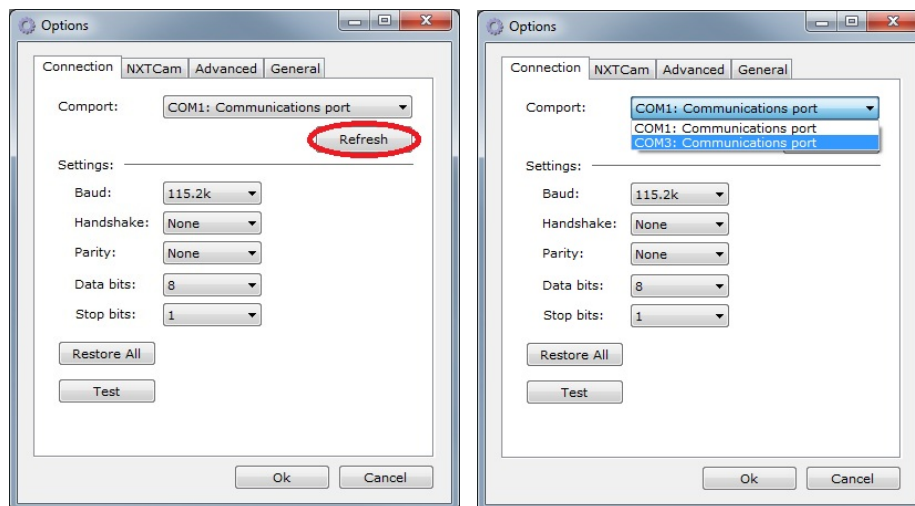 Options
Connection NXTCam Advanced General
Comport: COM1: Communications port
Refresh
Settings:
Baud: 115.2k
Handshake: None
Parity: None
Data bits: 8
Stop bits: 1
Restore All
Test
Ok Cancel
Options
Connection NXTCam Advanced General
Comport: COM1: Communications port
COM1: Communications port
COM3: Communications port
Settings:
Baud: 115.2k
Handshake: None
Parity: None
Data bits: 8
Stop bits: 1
Restore All
Test
Ok Cancel